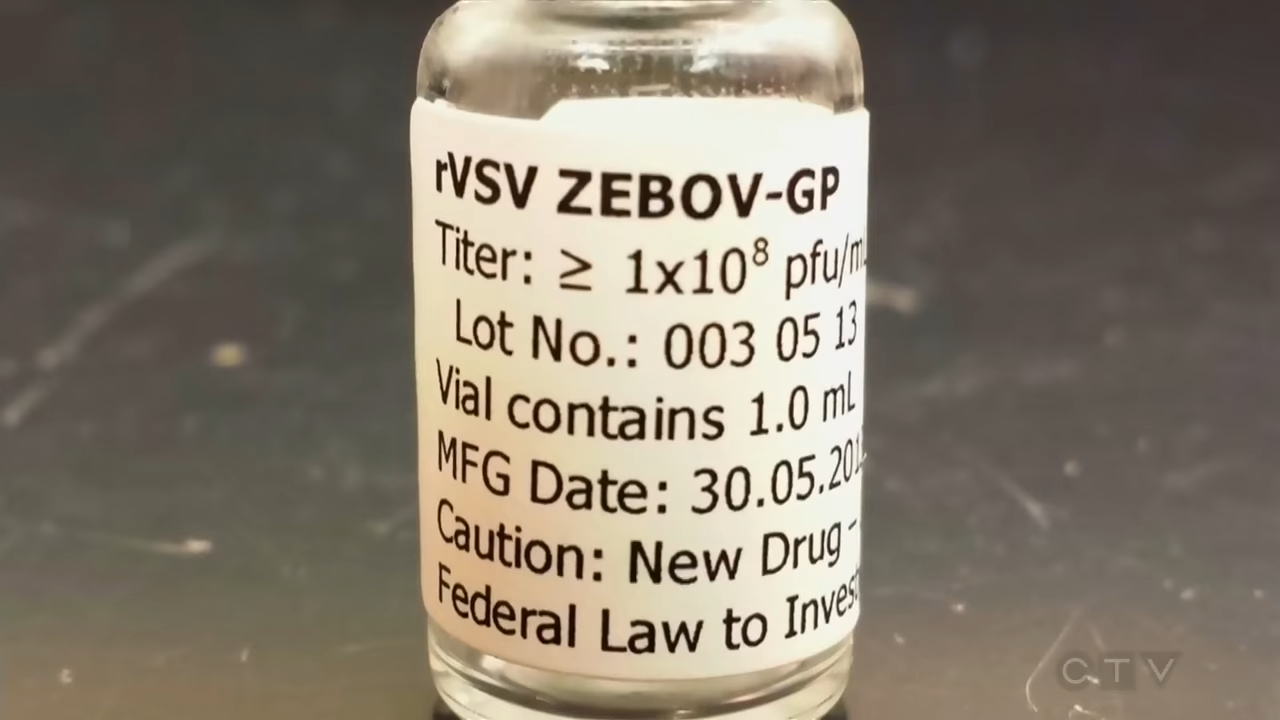 rVSV ZEBOV-GP
Titer: ≥ 1x10⁸ pfu/mL
Lot No.: 003 05 13
Vial contains 1.0 mL
MFG Date: 30.05.201
Caution: New Drug -
Federal Law to Invest
CTV